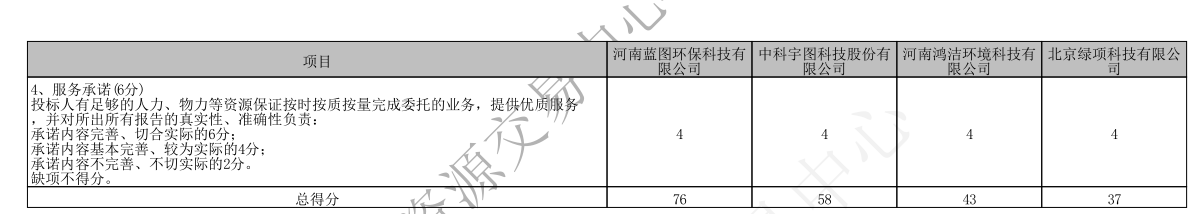 项目
河南蓝图环保科技有
限公司
中科宇图科技股份有
限公司
河南鸿洁环境科技有
限公司
北京绿项科技有限公
司
4、服务承诺(6分)
投标人有足够的人力、物力等资源保证按时按质按量完成委托的业务，提供优质服务
，并对所出所有报告的真实性、准确性负责：
承诺内容完善、切合实际的6分；
承诺内容基本完善、较为实际的4分；
承诺内容不完善、不切实际的2分。
缺项不得分。
4
4
4
4
总得分
76
58
43
37
资源交易中心
中心